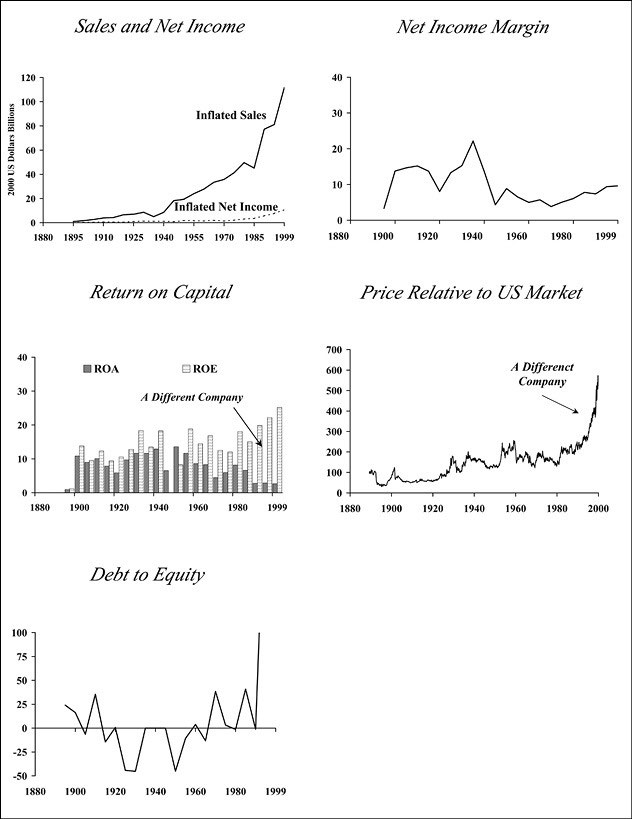 Sales and Net Income
2000 US Dollars Billions
120
100
80
60
40
20
0
Inflated Sales
Inflated Net Income
1880 1895 1910 1925 1940 1955 1970 1985 1999
Net Income Margin
40
30
20
10
0
1880 1900 1920 1940 1960 1980 1999
Return on Capital
40
30
20
10
0
ROA ROE
A Different Company
1880 1900 1920 1940 1960 1980 1999
Price Relative to US Market
700
600
500
400
300
200
100
0
A Differenct
Company
1880 1900 1920 1940 1960 1980 2000
Debt to Equity
100
75
50
25
0
-25
-50
1880 1900 1920 1940 1960 1980 1999